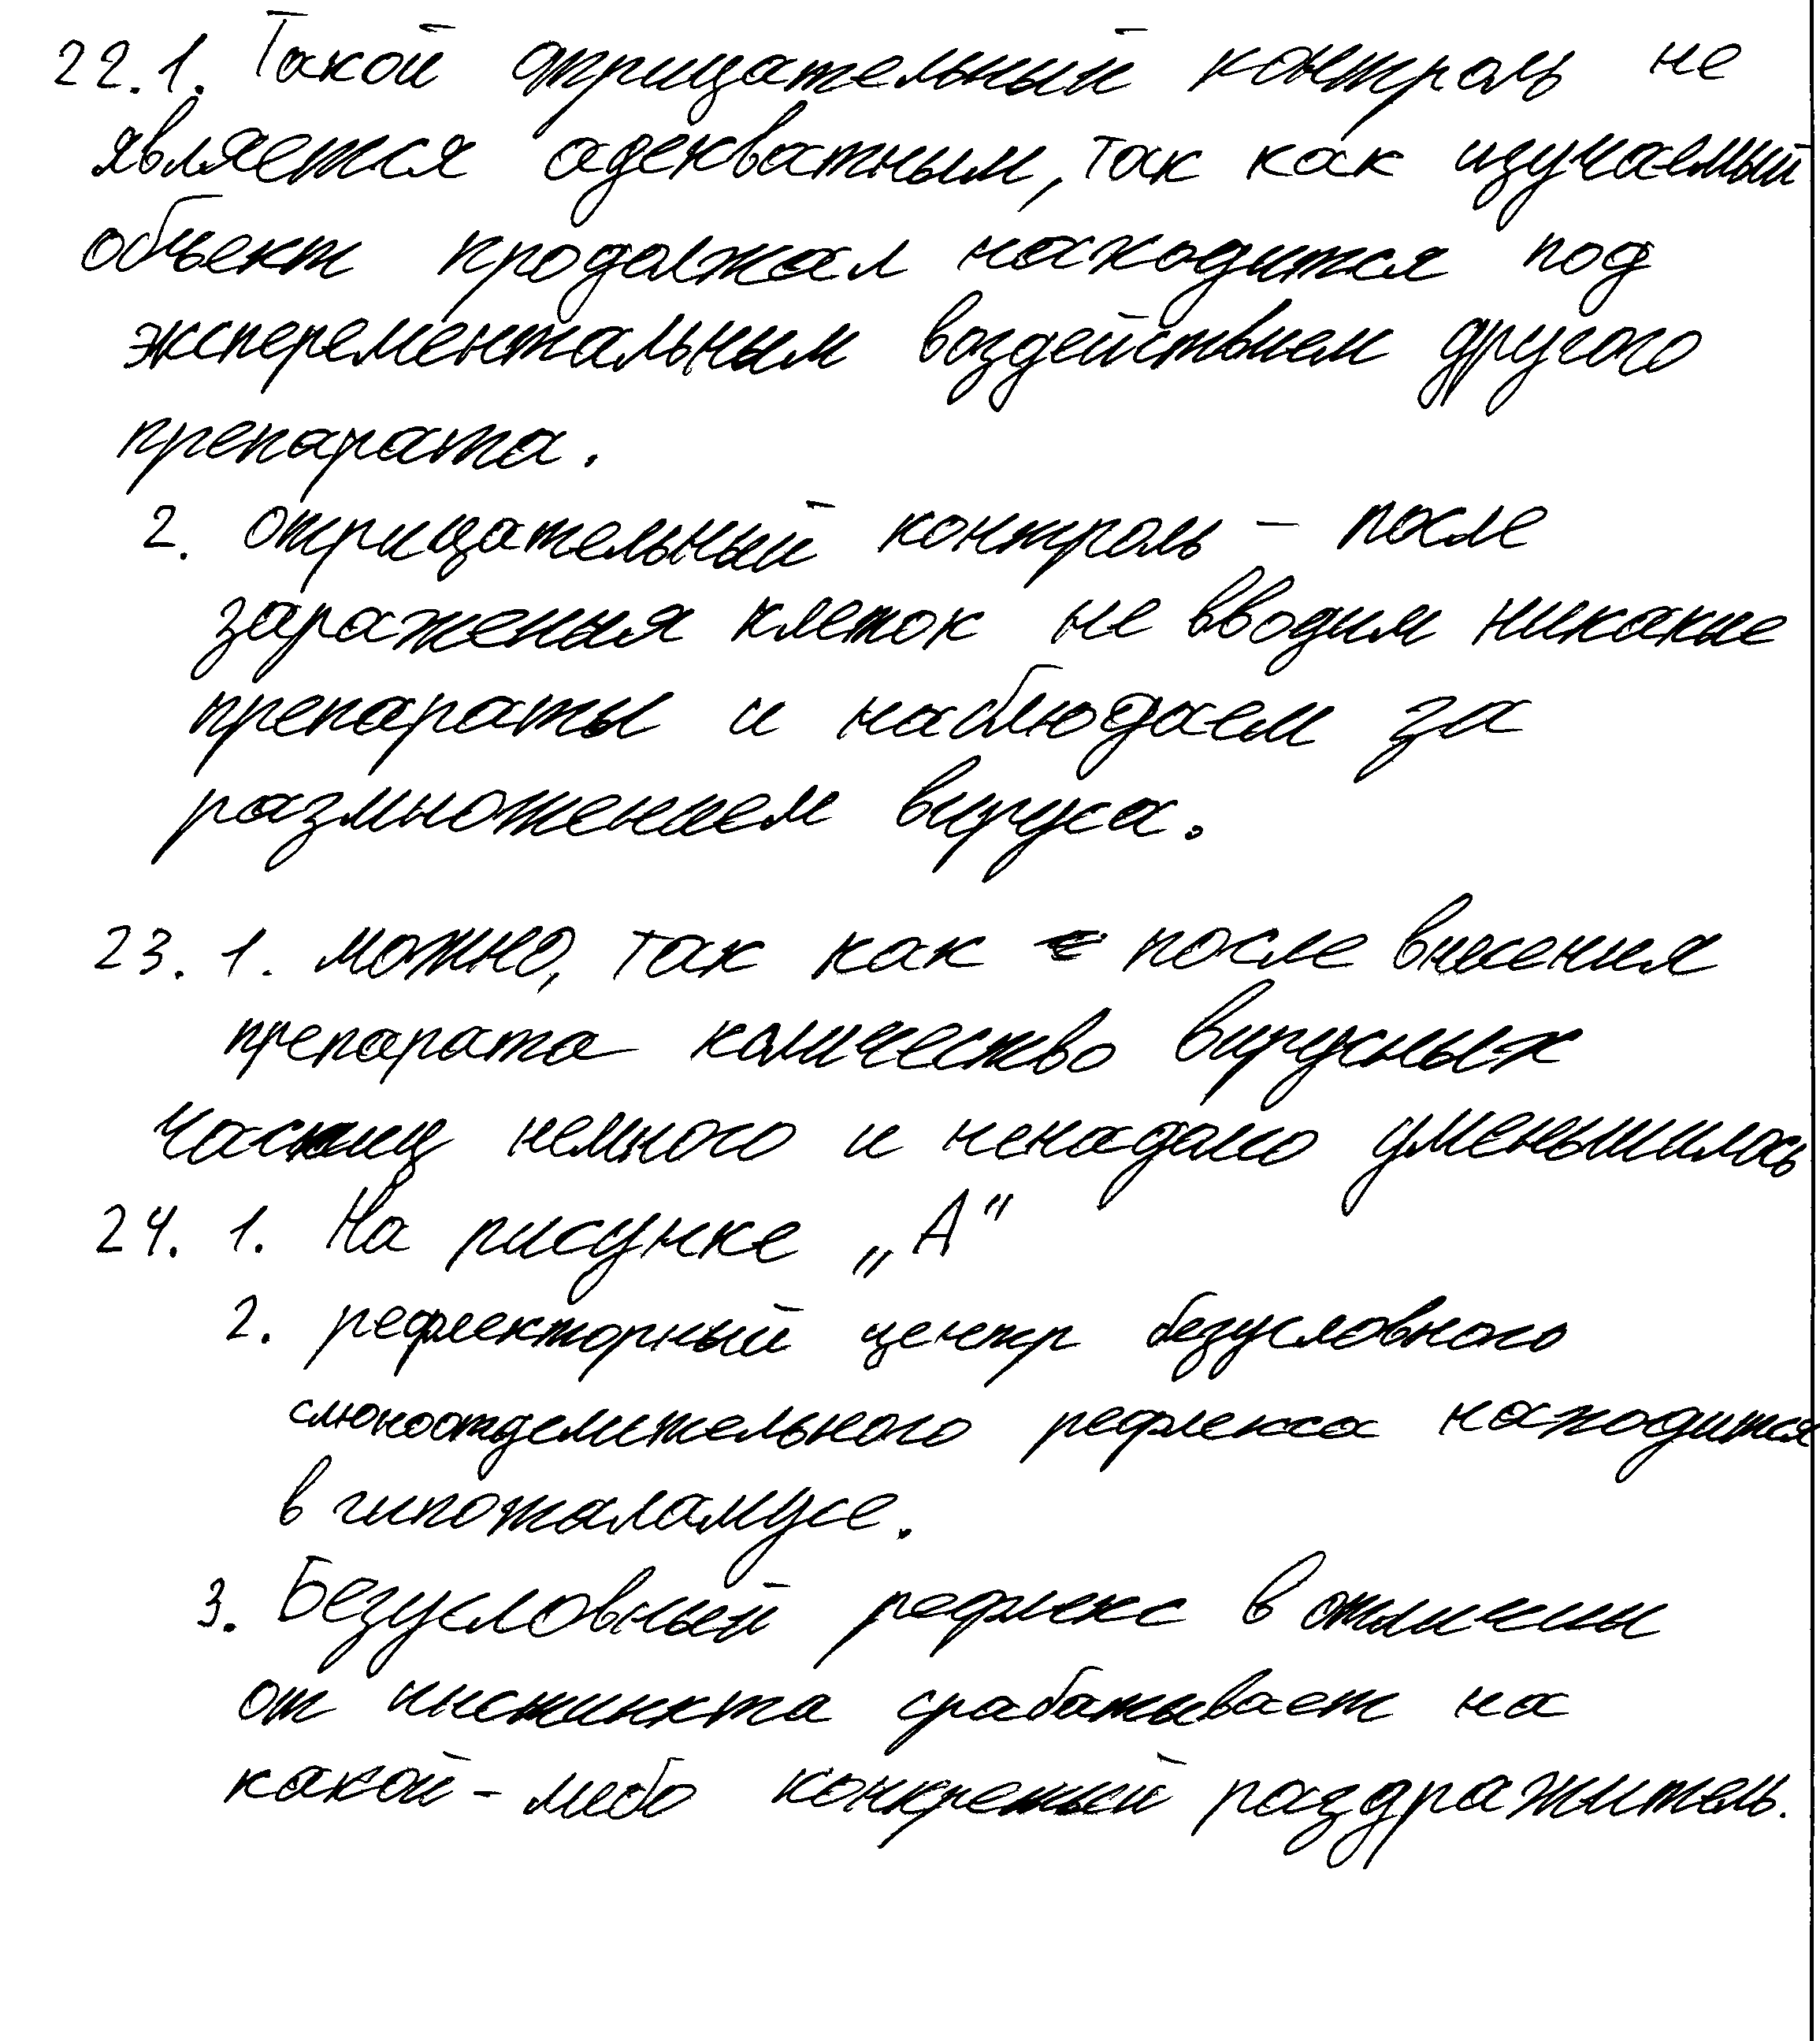 22.1. Такой отрицательный контроль не
является адекватным, так как изучаемый
объект продолжал находится под
эксперементальным воздействием другого
препарата.
2. отрицательный контроль – после
заражения клеток не вводим никакие
препараты и наблюдаем за
размножением вируса.
23. 1. можно, так как после внесения
препарата количество вирусных
частиц немного и ненадолго уменьшилось
24. 1. На рисунке „А"
2. рефлекторный центр безусловного
слюноотделительного рефлекса находится
в гипоталамусе.
3. Безусловный рефлекс в отличии
от инстинкта срабатывает на
какой-либо конкретный раздражитель.